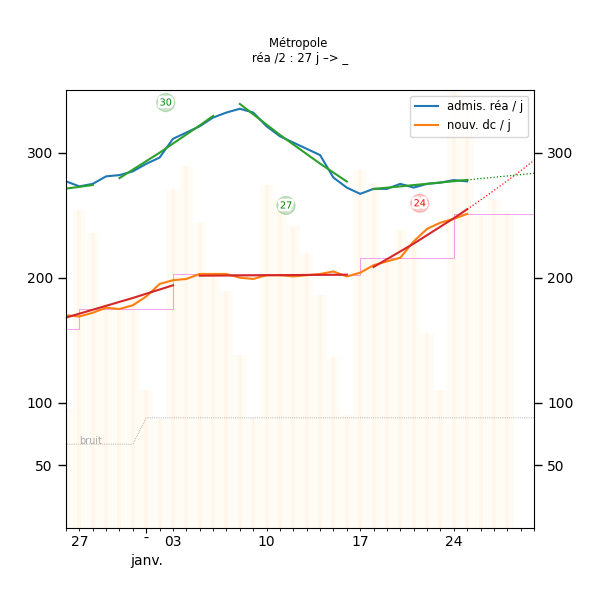 Métropole
réa /2 : 27 j –> _
30
admis. réa / j
nouv. dc / j
300
300
27
24
200
200
100
100
bruit
50
50
27
-
03
10
17
24
janv.